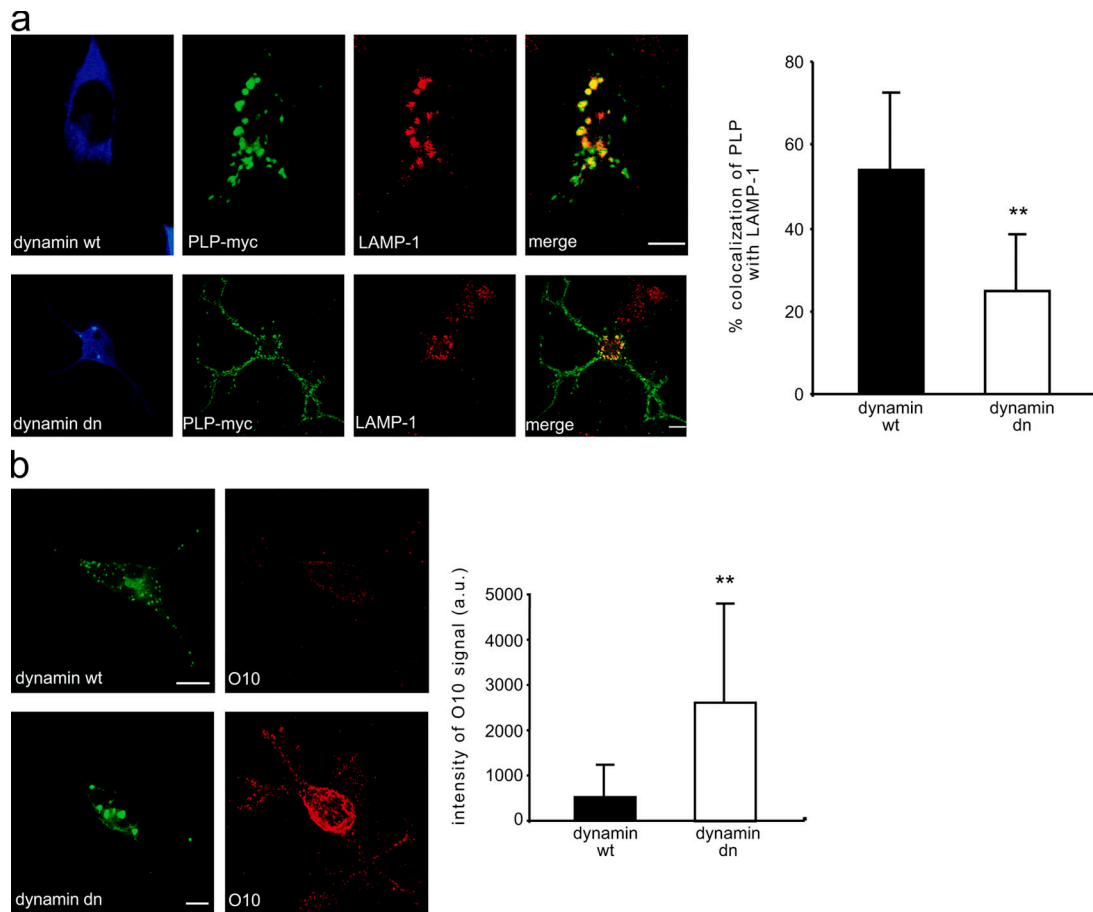 a
dynamin wt
PLP-myc
LAMP-1
merge
dynamin dn
PLP-myc
LAMP-1
merge
% colocalization of PLP
with LAMP-1
80
60
40
20
0
**
dynamin
wt
dynamin
dn
b
dynamin wt
O10
dynamin dn
O10
intensity of O10 signal (a.u.)
5000
4000
3000
2000
1000
0
**
dynamin
wt
dynamin
dn